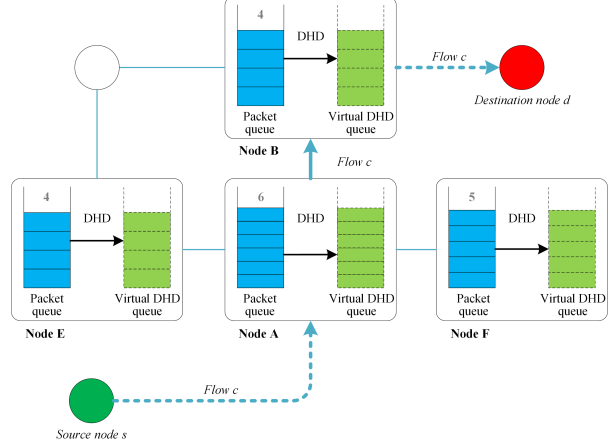 4
DHD
Packet
queue
Virtual DHD
queue
Node B
Flow c
Destination node d
Flow c
4
DHD
Packet
queue
Virtual DHD
queue
Node E
6
DHD
Packet
queue
Virtual DHD
queue
Node A
5
DHD
Packet
queue
Virtual DHD
queue
Node F
Flow c
Source node s